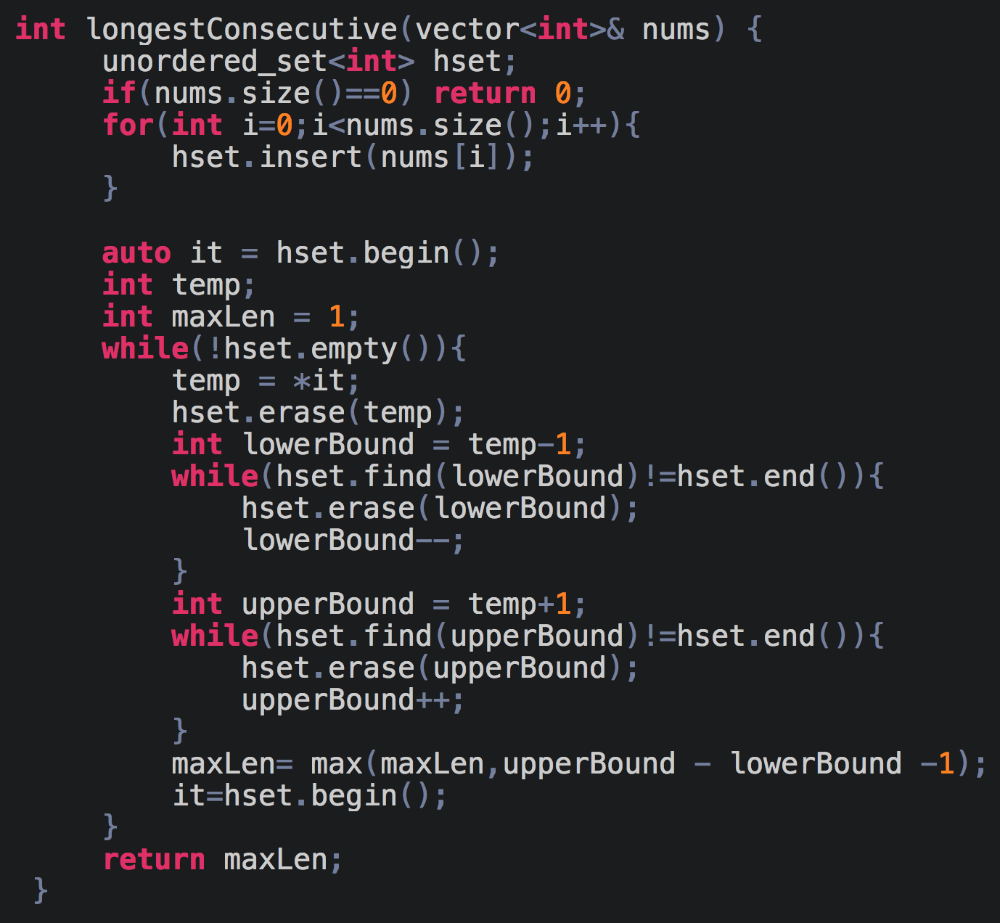 int longestConsecutive(vector<int>& nums) {
     unordered_set<int> hset;
     if(nums.size()==0) return 0;
     for(int i=0;i<nums.size();i++){
         hset.insert(nums[i]);
     }

     auto it = hset.begin();
     int temp;
     int maxLen = 1;
     while(!hset.empty()){
         temp = *it;
         hset.erase(temp);
         int lowerBound = temp-1;
         while(hset.find(lowerBound)!=hset.end()){
             hset.erase(lowerBound);
             lowerBound--;
         }
         int upperBound = temp+1;
         while(hset.find(upperBound)!=hset.end()){
             hset.erase(upperBound);
             upperBound++;
         }
         maxLen= max(maxLen,upperBound - lowerBound -1);
         it=hset.begin();
     }
     return maxLen;
 }